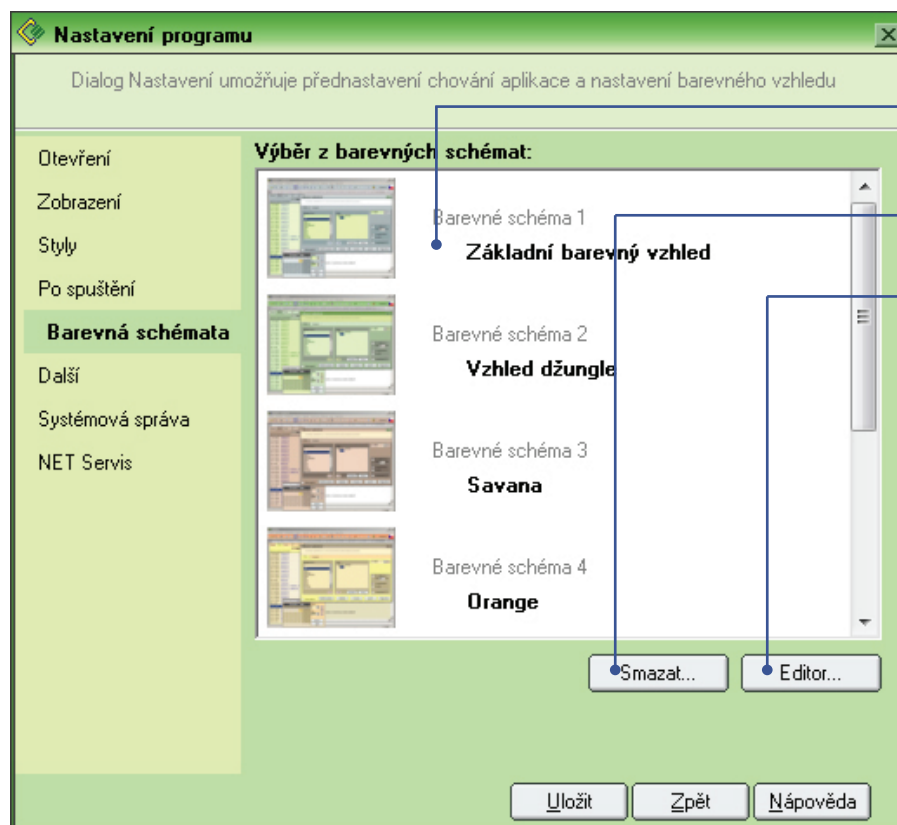 Nastavení programu
Dialog Nastavení umožňuje přednastavení chování aplikace a nastavení barevného vzhledu
Otevření
Zobrazení
Styly
Po spuštění
Barevná schémata
Další
Systémová správa
NET Servis
Výběr z barevných schémat:
Barevné schéma 1
Základní barevný vzhled
Barevné schéma 2
Vzhled džungle
Barevné schéma 3
Savana
Barevné schéma 4
Orange
Smazat...
Editor...
Uložit
Zpět
Nápověda